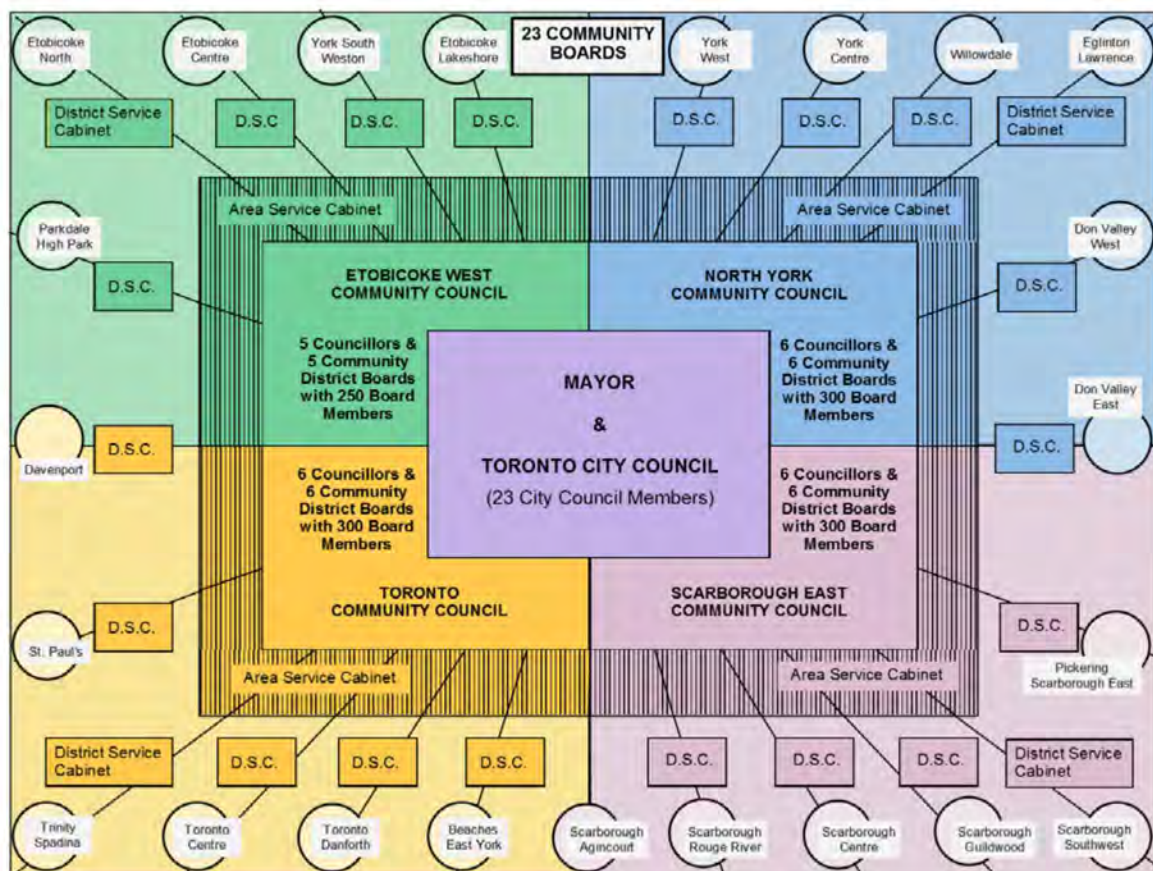 Etobicoke
North
Etobicoke
Centre
York South
Weston
Etobicoke
Lakeshore
23 COMMUNITY
BOARDS
York
West
York
Centre
Willowdale
Eglinton
Lawrence
District Service
Cabinet
D.S.C
D.S.C.
D.S.C.
D.S.C.
D.S.C.
D.S.C.
District Service
Cabinet
Area Service Cabinet
Area Service Cabinet
Parkdale
High Park
D.S.C.
ETOBICOKE WEST
COMMUNITY COUNCIL
NORTH YORK
COMMUNITY COUNCIL
Don Valley
West
D.S.C.
5 Councillors &
5 Community
District Boards
with 250 Board
Members
MAYOR
&
TORONTO CITY COUNCIL
(23 City Council Members)
6 Councillors &
6 Community
District Boards
with 300 Board
Members
Don Valley
East
D.S.C.
D.S.C.
Davenport
6 Councillors &
6 Community
District Boards
with 300 Board
Members
6 Councillors &
6 Community
District Boards
with 300 Board
Members
TORONTO
COMMUNITY COUNCIL
SCARBOROUGH EAST
COMMUNITY COUNCIL
D.S.C.
St. Paul's
D.S.C.
Pickering
Scarborough East
Area Service Cabinet
Area Service Cabinet
District Service
Cabinet
D.S.C.
D.S.C.
D.S.C.
D.S.C.
D.S.C.
D.S.C.
District Service
Cabinet
Trinity
Spadina
Toronto
Centre
Toronto
Danforth
Beaches
East York
Scarborough
Agincourt
Scarborough
Rouge River
Scarborough
Centre
Scarborough
Guildwood
Scarborough
Southwest